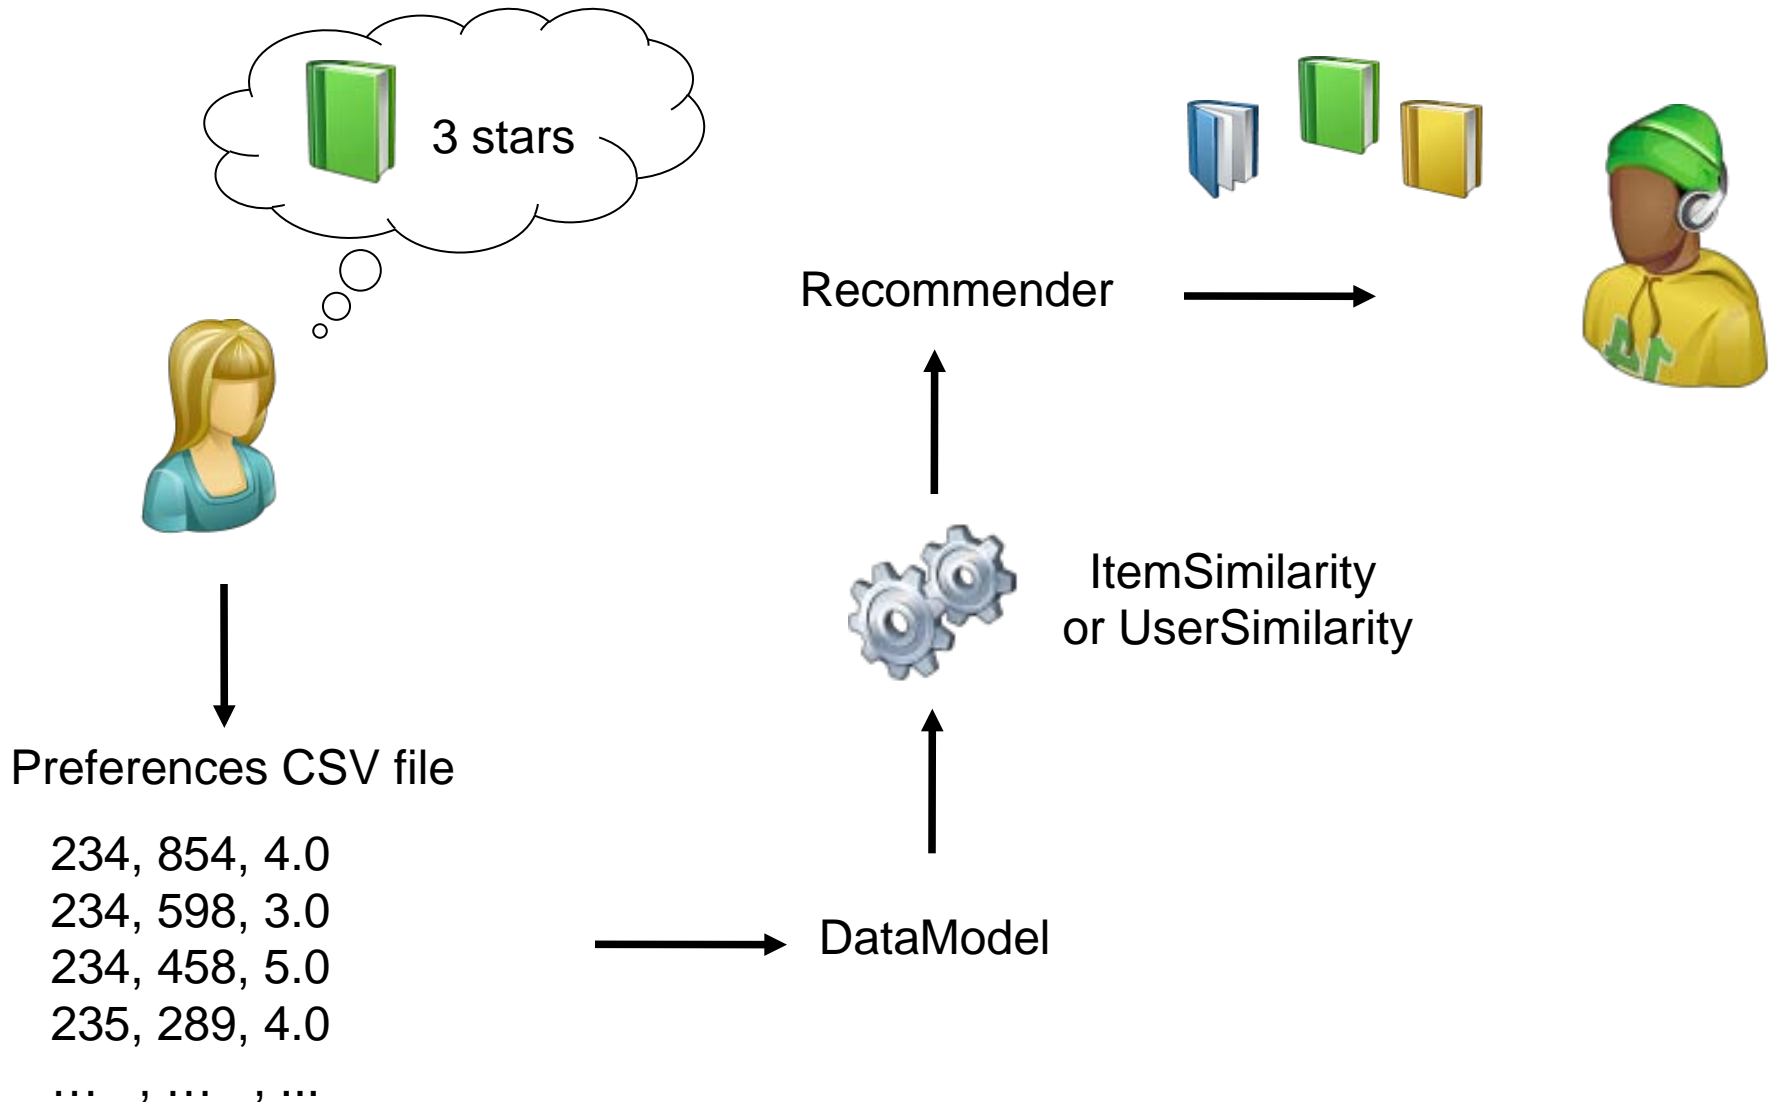 3 stars
Recommender
ItemSimilarity
or UserSimilarity
Preferences CSV file
234, 854, 4.0
234, 598, 3.0
234, 458, 5.0
235, 289, 4.0
… , … , ...
DataModel